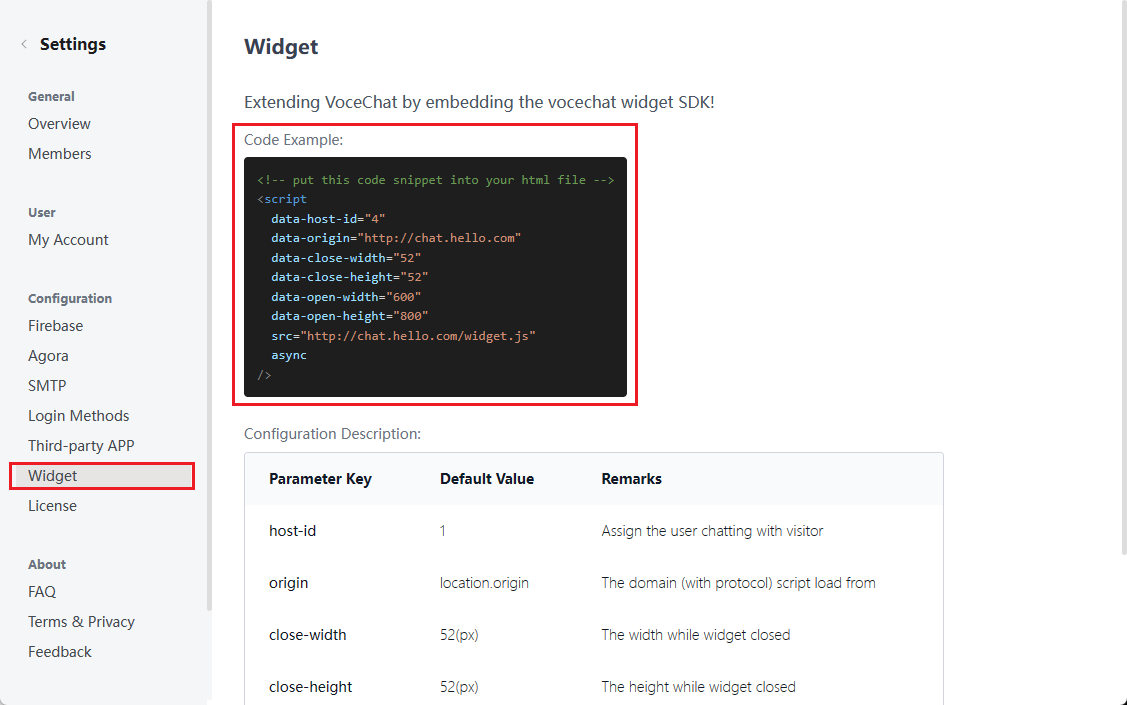 Settings
General
Overview
Members
User
My Account
Configuration
Firebase
Agora
SMTP
Login Methods
Third-party APP
Widget
License
About
FAQ
Terms & Privacy
Feedback
Widget
Extending VoceChat by embedding the vocechat widget SDK!
Code Example:
<!-- put this code snippet into your html file -->
<script
  data-host-id="4"
  data-origin="http://chat.hello.com"
  data-close-width="52"
  data-close-height="52"
  data-open-width="600"
  data-open-height="800"
  src="http://chat.hello.com/widget.js"
  async
/>
Configuration Description:
Parameter Key Default Value Remarks
host-id 1 Assign the user chatting with visitor
origin location.origin The domain (with protocol) script load from
close-width 52(px) The width while widget closed
close-height 52(px) The height while widget closed